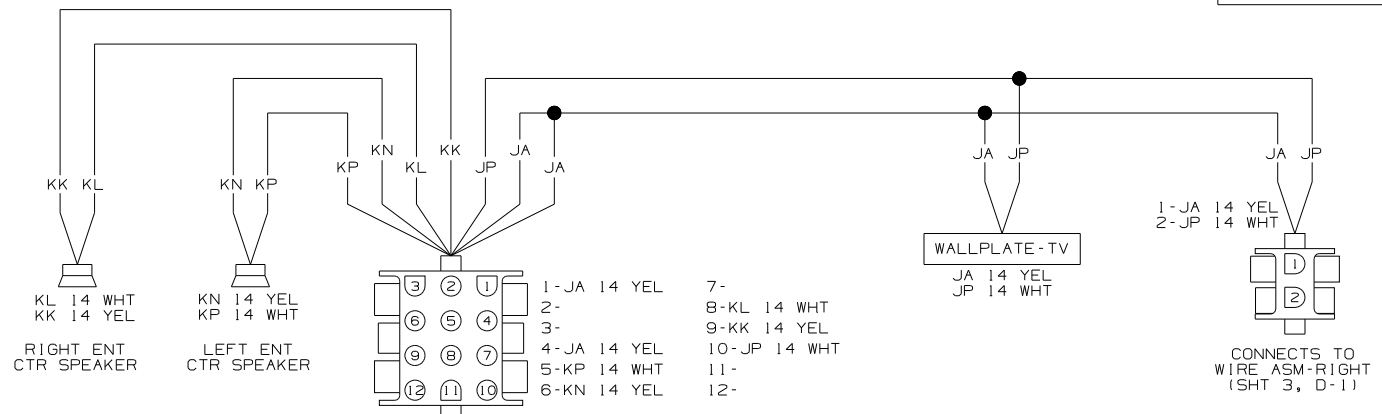 KK KL
KN KP
KP
KN
KL
KK
JP
JA
JA
JA JP
JA JP
KL 14 WHT
KK 14 YEL
RIGHT ENT
CTR SPEAKER
KN 14 YEL
KP 14 WHT
LEFT ENT
CTR SPEAKER
3 2 1
6 5 4
9 8 7
12 11 10
1-JA 14 YEL
2-
3-
4-JA 14 YEL
5-KP 14 WHT
6-KN 14 YEL
7-
8-KL 14 WHT
9-KK 14 YEL
10-JP 14 WHT
11-
12-
WALLPLATE-TV
JA 14 YEL
JP 14 WHT
1-JA 14 YEL
2-JP 14 WHT
1
2
CONNECTS TO
WIRE ASM-RIGHT
(SHT 3, D-1)